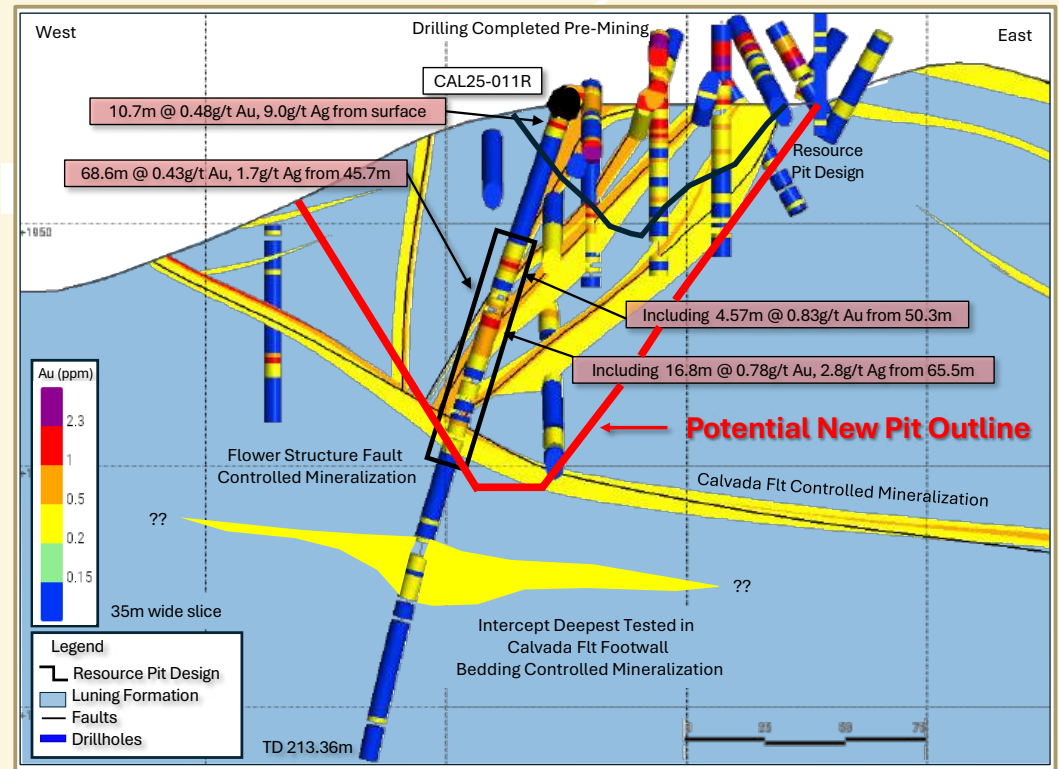 West
Drilling Completed Pre-Mining
East
CAL25-011R
10.7m @ 0.48g/t Au, 9.0g/t Ag from surface
68.6m @ 0.43g/t Au, 1.7g/t Ag from 45.7m
Resource
Pit Design
Including 4.57m @ 0.83g/t Au from 50.3m
Including 16.8m @ 0.78g/t Au, 2.8g/t Ag from 65.5m
Potential New Pit Outline
Flower Structure Fault
Controlled Mineralization
Calvada Flt Controlled Mineralization
??
??
Intercept Deepest Tested in
Calvada Flt Footwall
Bedding Controlled Mineralization
Au (ppm)
2.3
1
0.5
0.2
0.15
35m wide slice
Legend
Resource Pit Design
Luning Formation
Faults
Drillholes
TD 213.36m